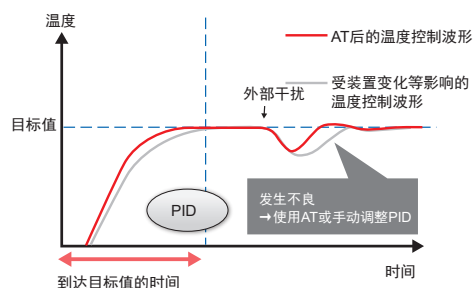 温度
AT后的温度控制波形
外部干扰
受装置变化等影响的
温度控制波形
目标值
发生不良
→使用AT或手动调整PID
PID
时间
到达目标值的时间